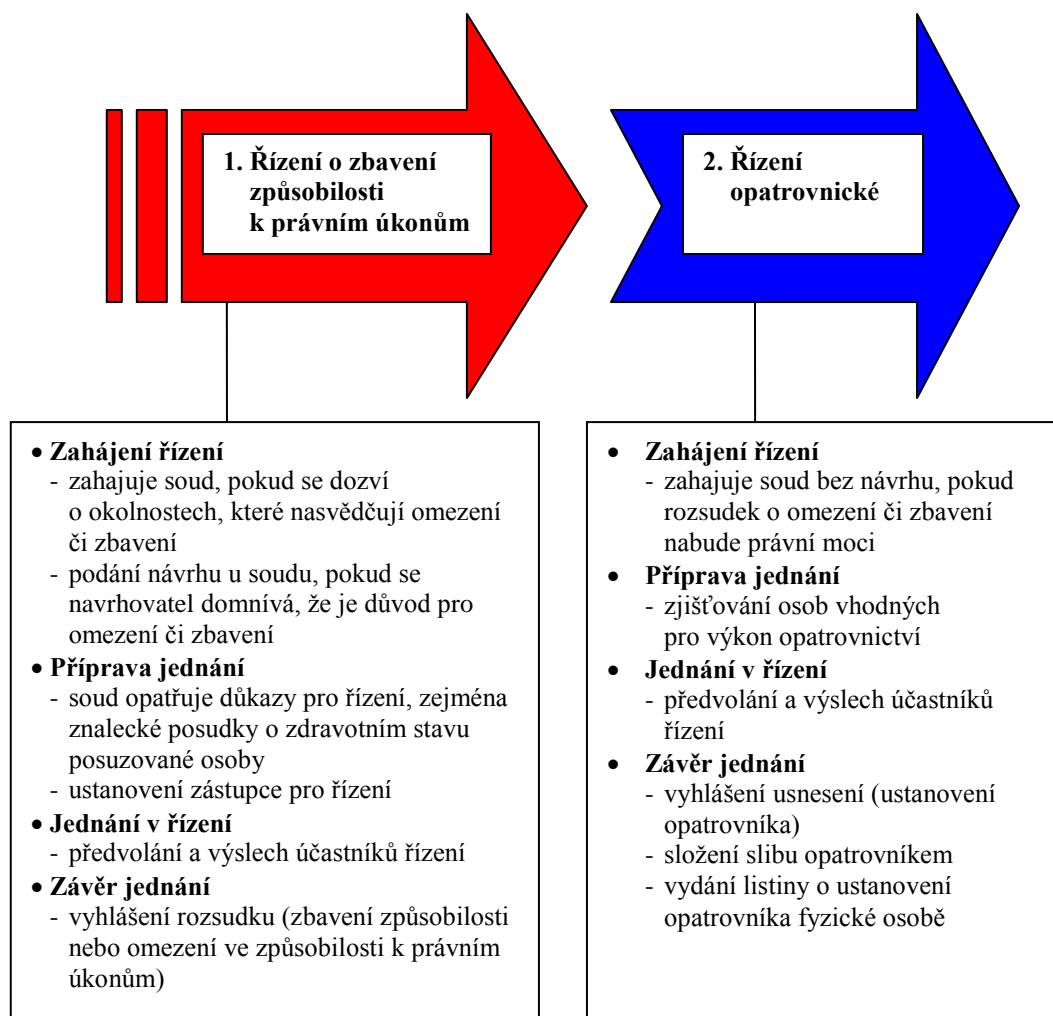 1. Řízení o zbavení
způsobilosti
k právním úkonům
2. Řízení
opatrovnické
• Zahájení řízení
- zahajuje soud, pokud se dozví
o okolnostech, které nasvědčují omezení
či zbavení
- podání návrhu u soudu, pokud se
navrhovatel domnívá, že je důvod pro
omezení či zbavení
• Příprava jednání
- soud opatřuje důkazy pro řízení, zejména
znalecké posudky o zdravotním stavu
posuzované osoby
- ustanovení zástupce pro řízení
• Jednání v řízení
- předvolání a výslech účastníků řízení
• Závěr jednání
- vyhlášení rozsudku (zbavení způsobilosti
nebo omezení ve způsobilosti k právním
úkonům)
• Zahájení řízení
- zahajuje soud bez návrhu, pokud
rozsudek o omezení či zbavení
nabude právní moci
• Příprava jednání
- zjišťování osob vhodných
pro výkon opatrovnictví
• Jednání v řízení
- předvolání a výslech účastníků
řízení
• Závěr jednání
- vyhlášení usnesení (ustanovení
opatrovníka)
- složení slibu opatrovníkem
- vydání listiny o ustanovení
opatrovníka fyzické osobě